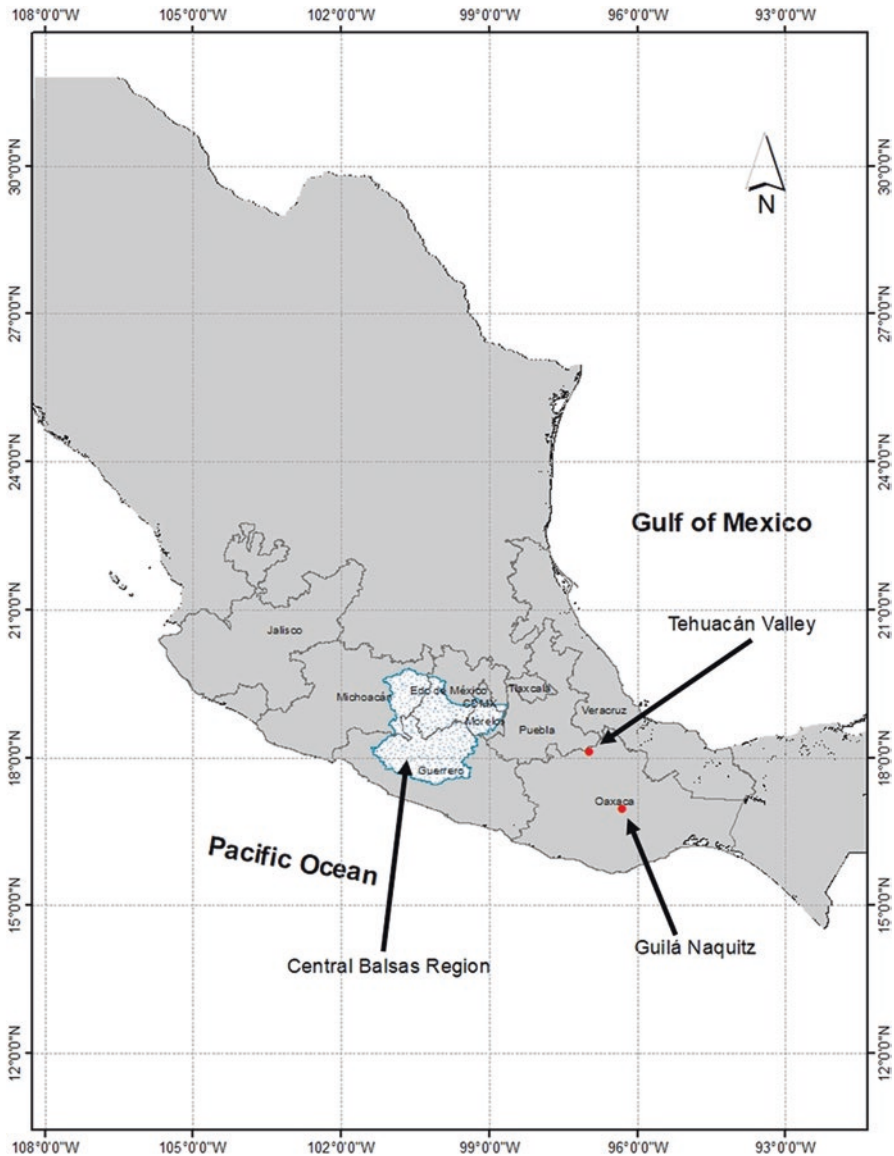 108°0'0"W 105°0'0"W 102°0'0"W 99°0'0"W 96°0'0"W 93°0'0"W
30°0'0"N 30°0'0"N
N
27°0'0"N 27°0'0"N
24°0'0"N 24°0'0"N
Gulf of Mexico
21°0'0"N 21°0'0"N
Tehuacán Valley
Jalisco
Michoacán Edo de México Tlaxcala
CDMX
Veracruz
Morelos
Puebla
18°0'0"N 18°0'0"N
Guerrero
Oaxaca
Pacific Ocean
15°0'0"N 15°0'0"N
Guilá Naquitz
Central Balsas Region
12°0'0"N 12°0'0"N
108°0'0"W 105°0'0"W 102°0'0"W 99°0'0"W 96°0'0"W 93°0'0"W